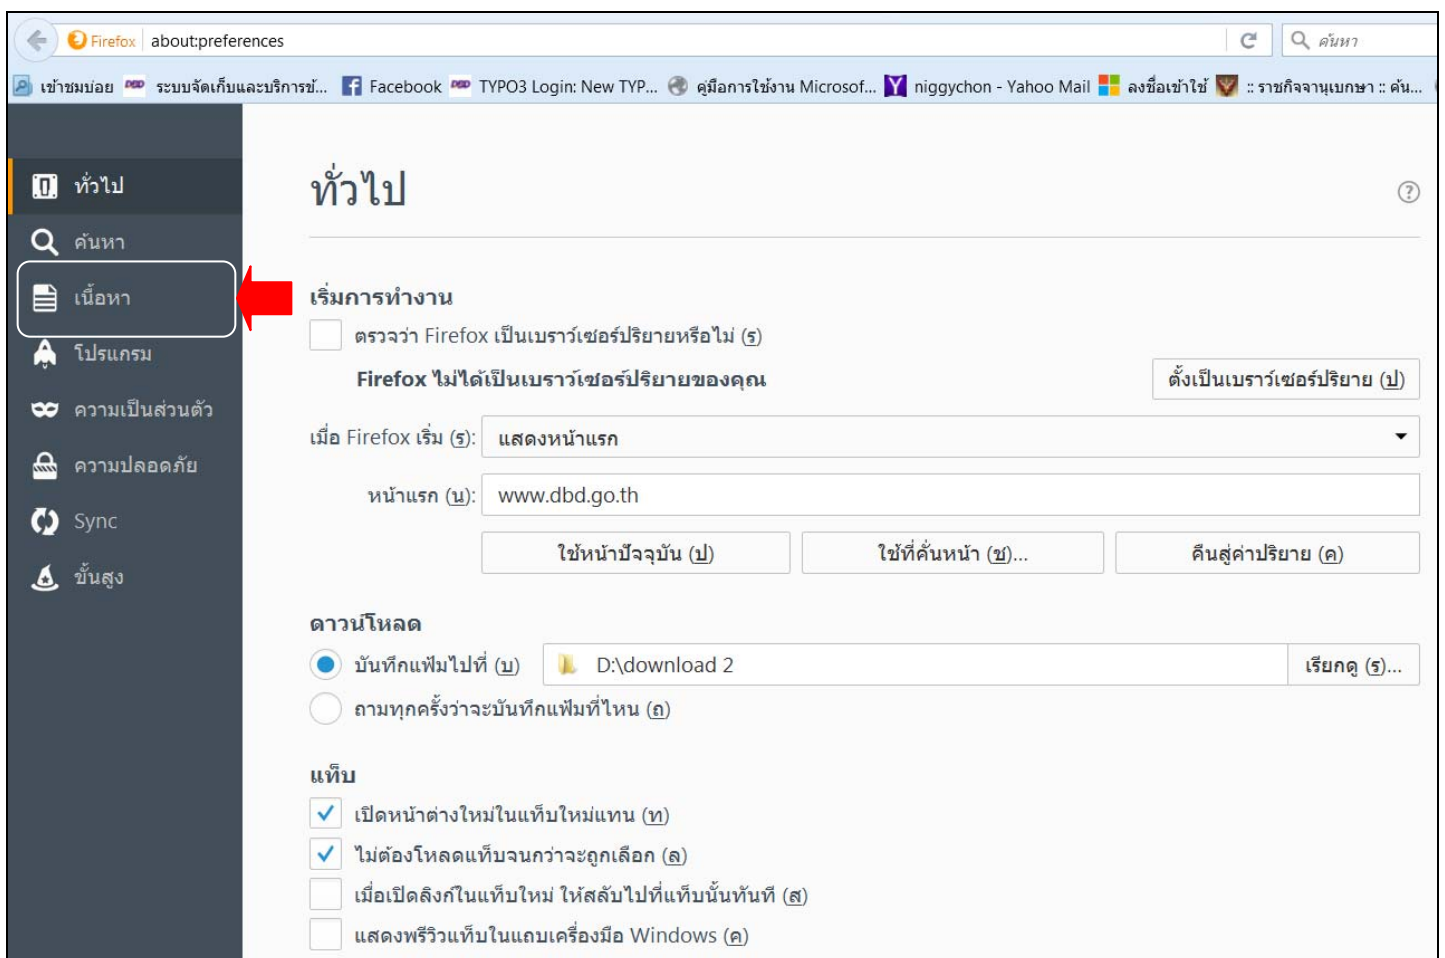 Firefox about:preferences ค้นหา
เข้าชมบ่อย ระบบจัดเก็บและบริการข้... Facebook TYPO3 Login: New TYP... คู่มือการใช้งาน Microsof... niggychon - Yahoo Mail ลงชื่อเข้าใช้ :: ราชกิจจานุเบกษา :: ค้น...
ทั่วไป
ค้นหา
เนื้อหา
โปรแกรม
ความเป็นส่วนตัว
ความปลอดภัย
Sync
ขั้นสูง
ทั่วไป
เริ่มการทำงาน
ตรวจว่า Firefox เป็นเบราว์เซอร์ปริยายหรือไม่ (ร)
Firefox ไม่ได้เป็นเบราว์เซอร์ปริยายของคุณ ตั้งเป็นเบราว์เซอร์ปริยาย (ป)
เมื่อ Firefox เริ่ม (ร): แสดงหน้าแรก
หน้าแรก (น): www.dbd.go.th
ใช้หน้าปัจจุบัน (ป) ใช้ที่คั่นหน้า (ช)... คืนสู่ค่าปริยาย (ค)
ดาวน์โหลด
บันทึกแฟ้มไปที่ (บ) D:\download 2 เรียกดู (ร)...
ถามทุกครั้งว่าจะบันทึกแฟ้มที่ไหน (ถ)
แท็บ
เปิดหน้าต่างใหม่ในแท็บใหม่แทน (ท)
ไม่ต้องโหลดแท็บจนกว่าจะถูกเลือก (ล)
เมื่อเปิดลิงก์ในแท็บใหม่ ให้สลับไปที่แท็บนั้นทันที (ส)
แสดงพรีวิวแท็บในแถบเครื่องมือ Windows (ค)